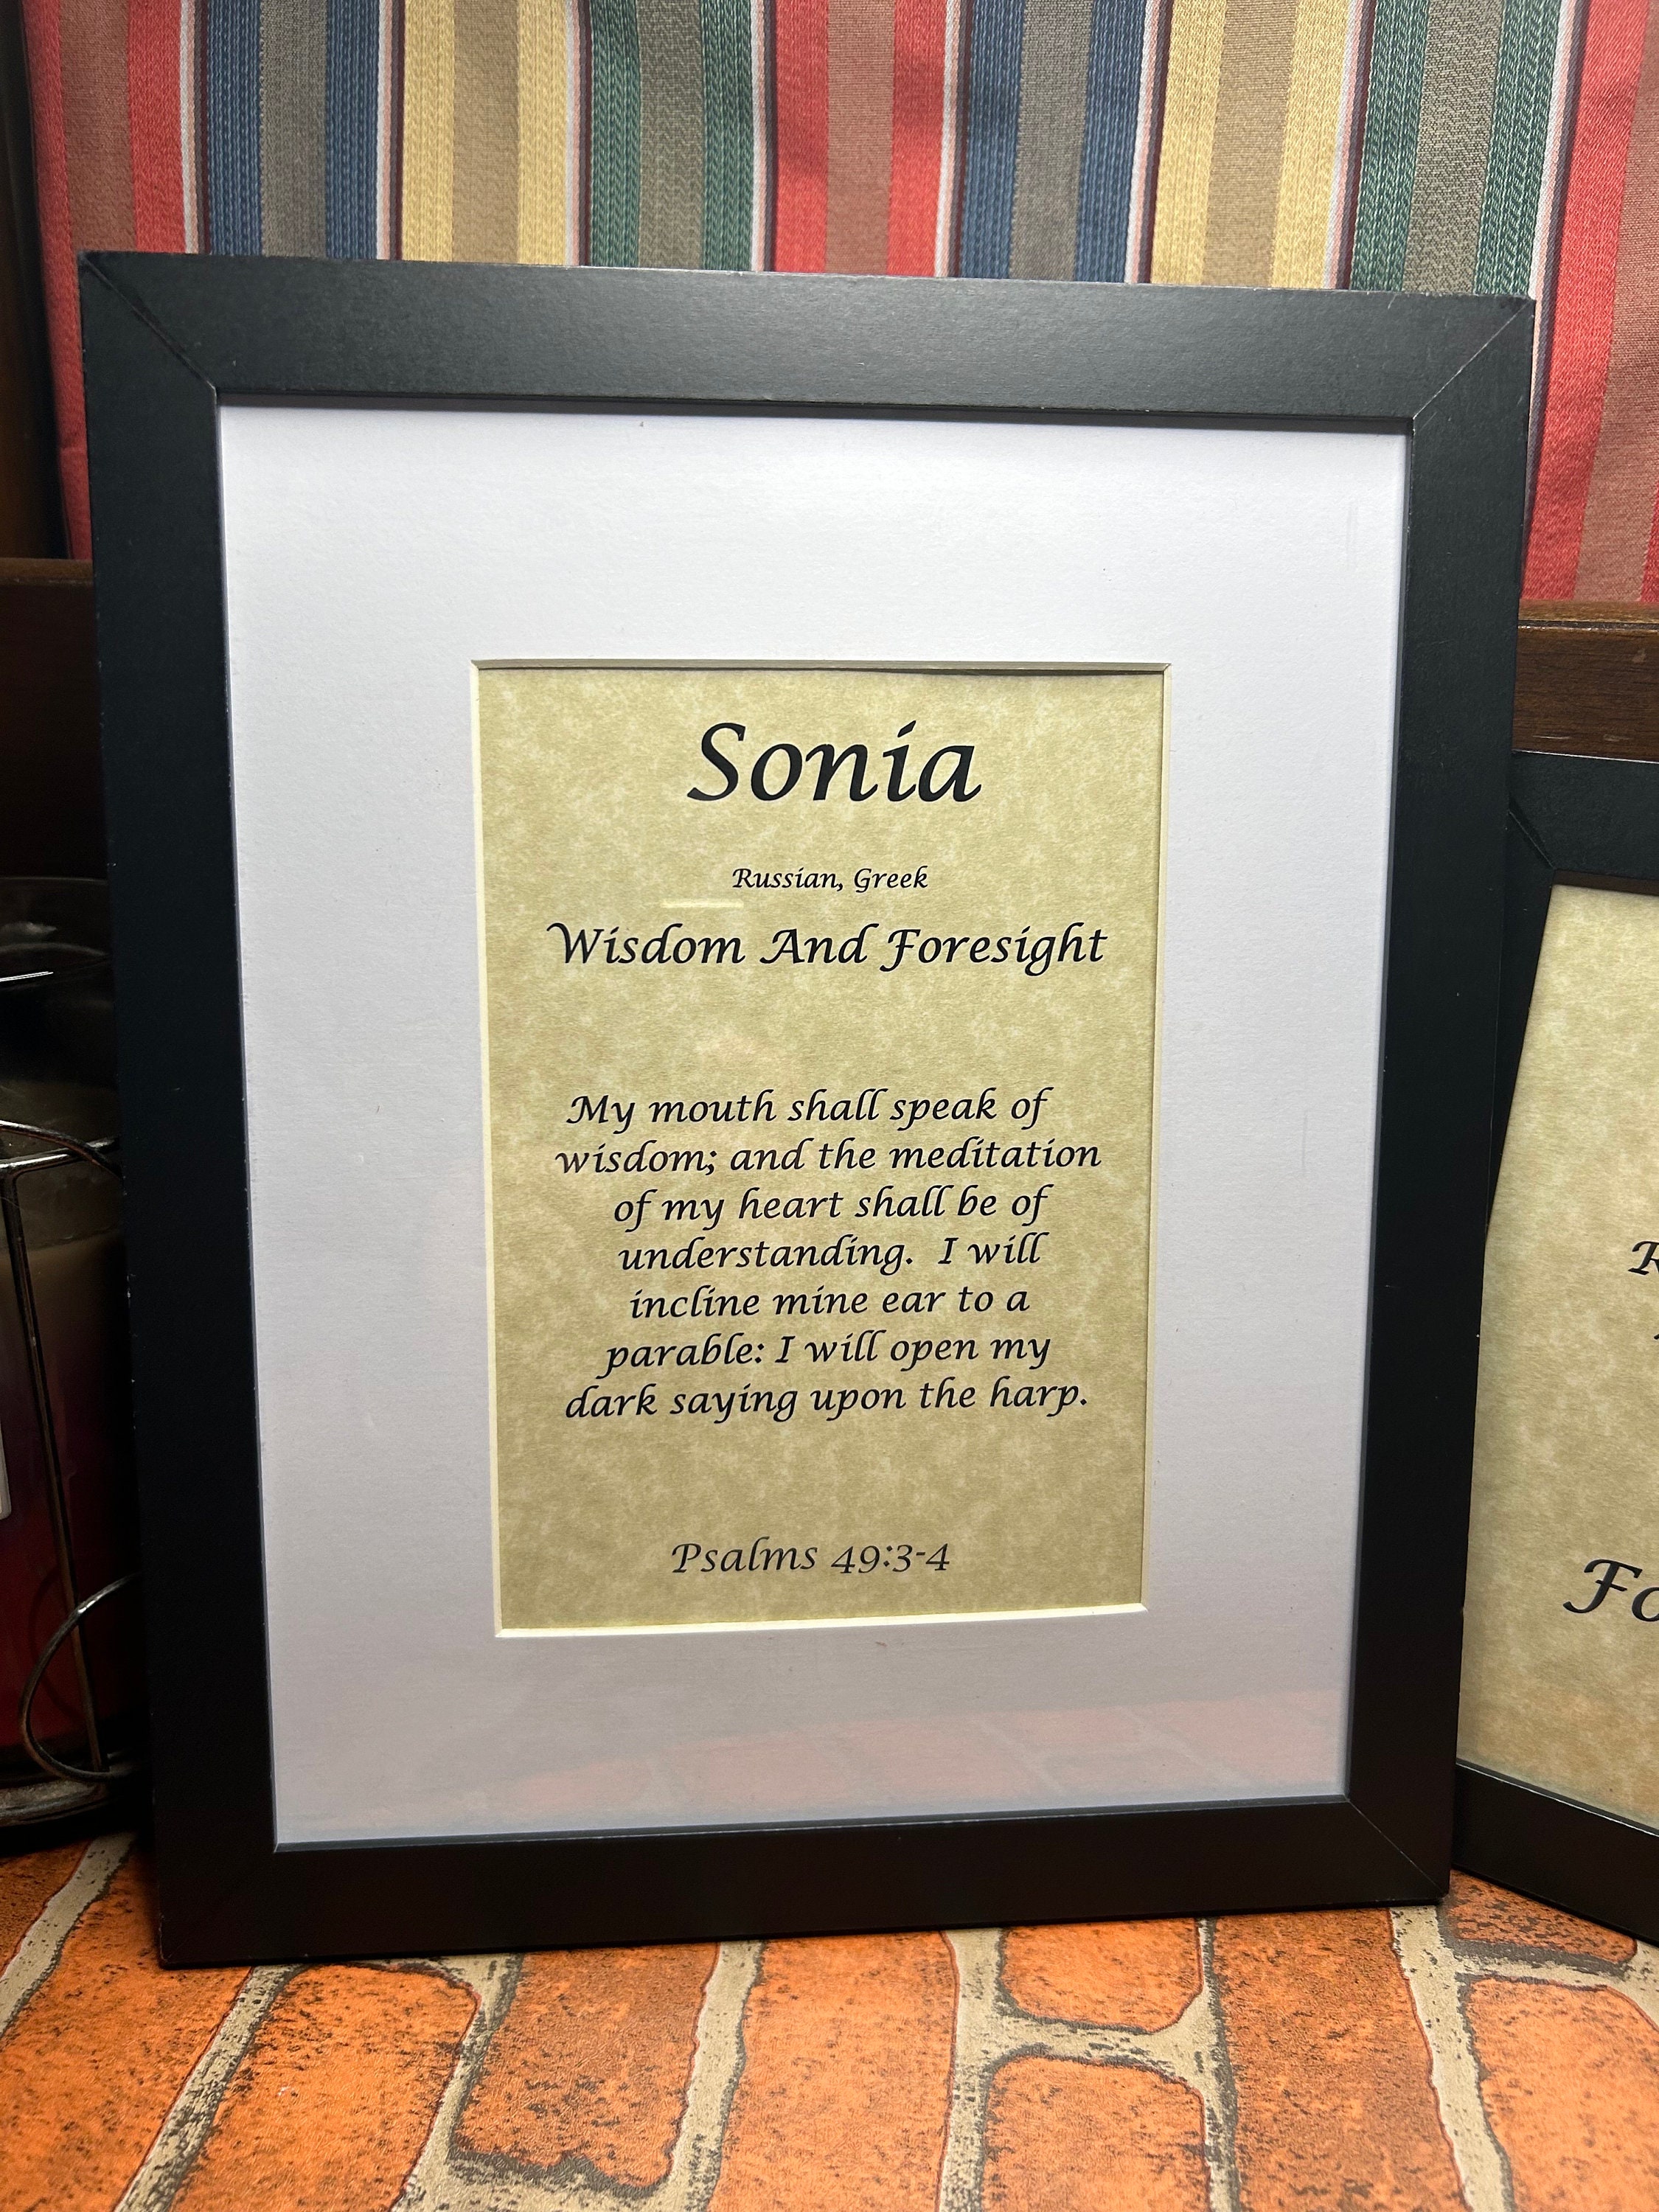 Sonia
Russian, Greek
Wisdom And Foresight
My mouth shall speak of
wisdom; and the meditation
of my heart shall be of
understanding.  I will
incline mine ear to a
parable: I will open my
dark saying upon the harp.
Psalms 49:3-4